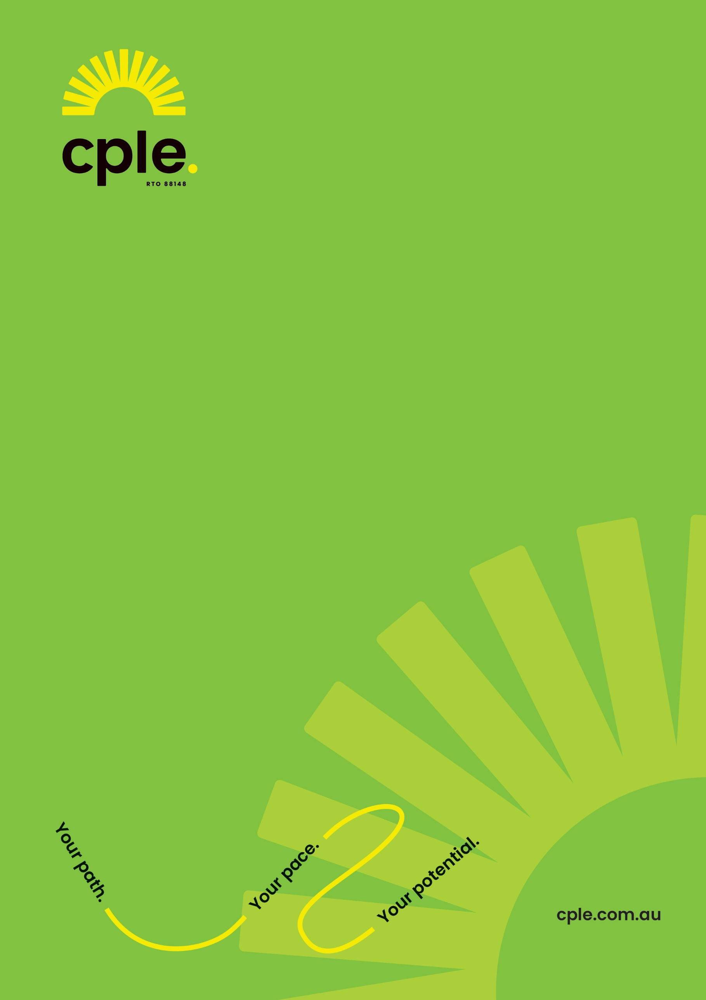 cple.
RTO 88148
Your path.
Your pace.
Your potential.
cple.com.au